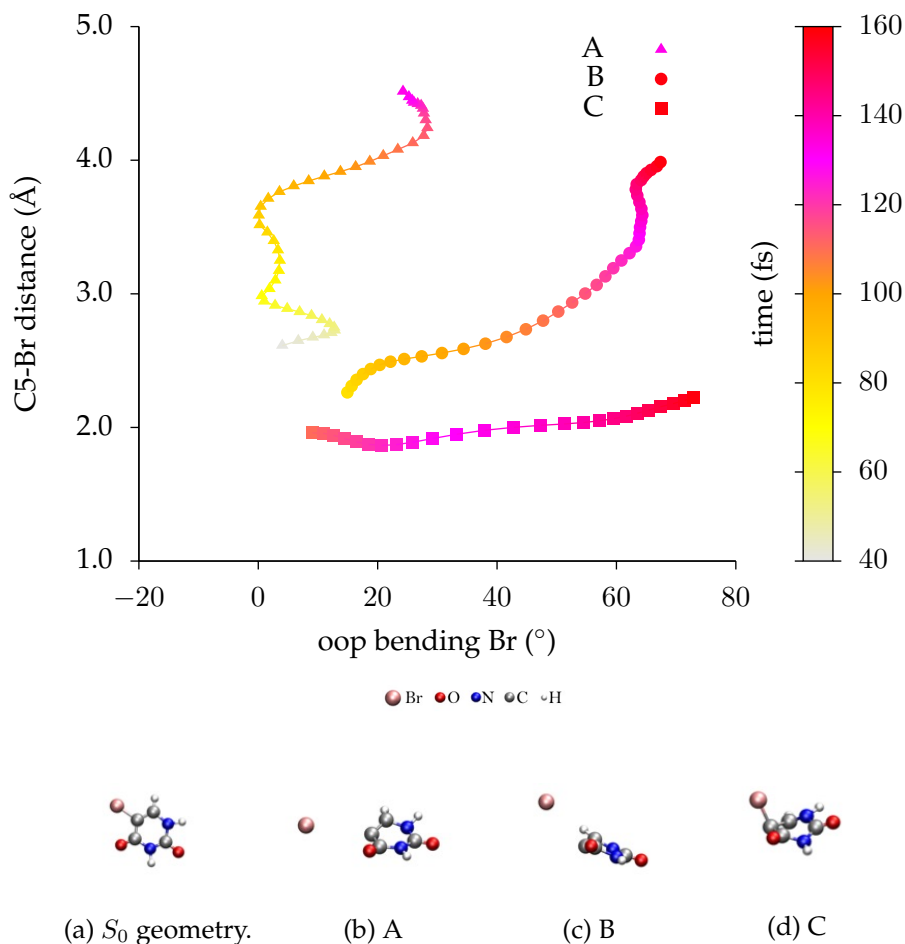 5.0
4.0
3.0
2.0
1.0
C5-Br distance (Å)
−20 0 20 40 60 80
oop bending Br (°)
A
B
C
160
140
120
100
80
60
40
time (fs)
Br O N C H
(a) S₀ geometry.
(b) A
(c) B
(d) C